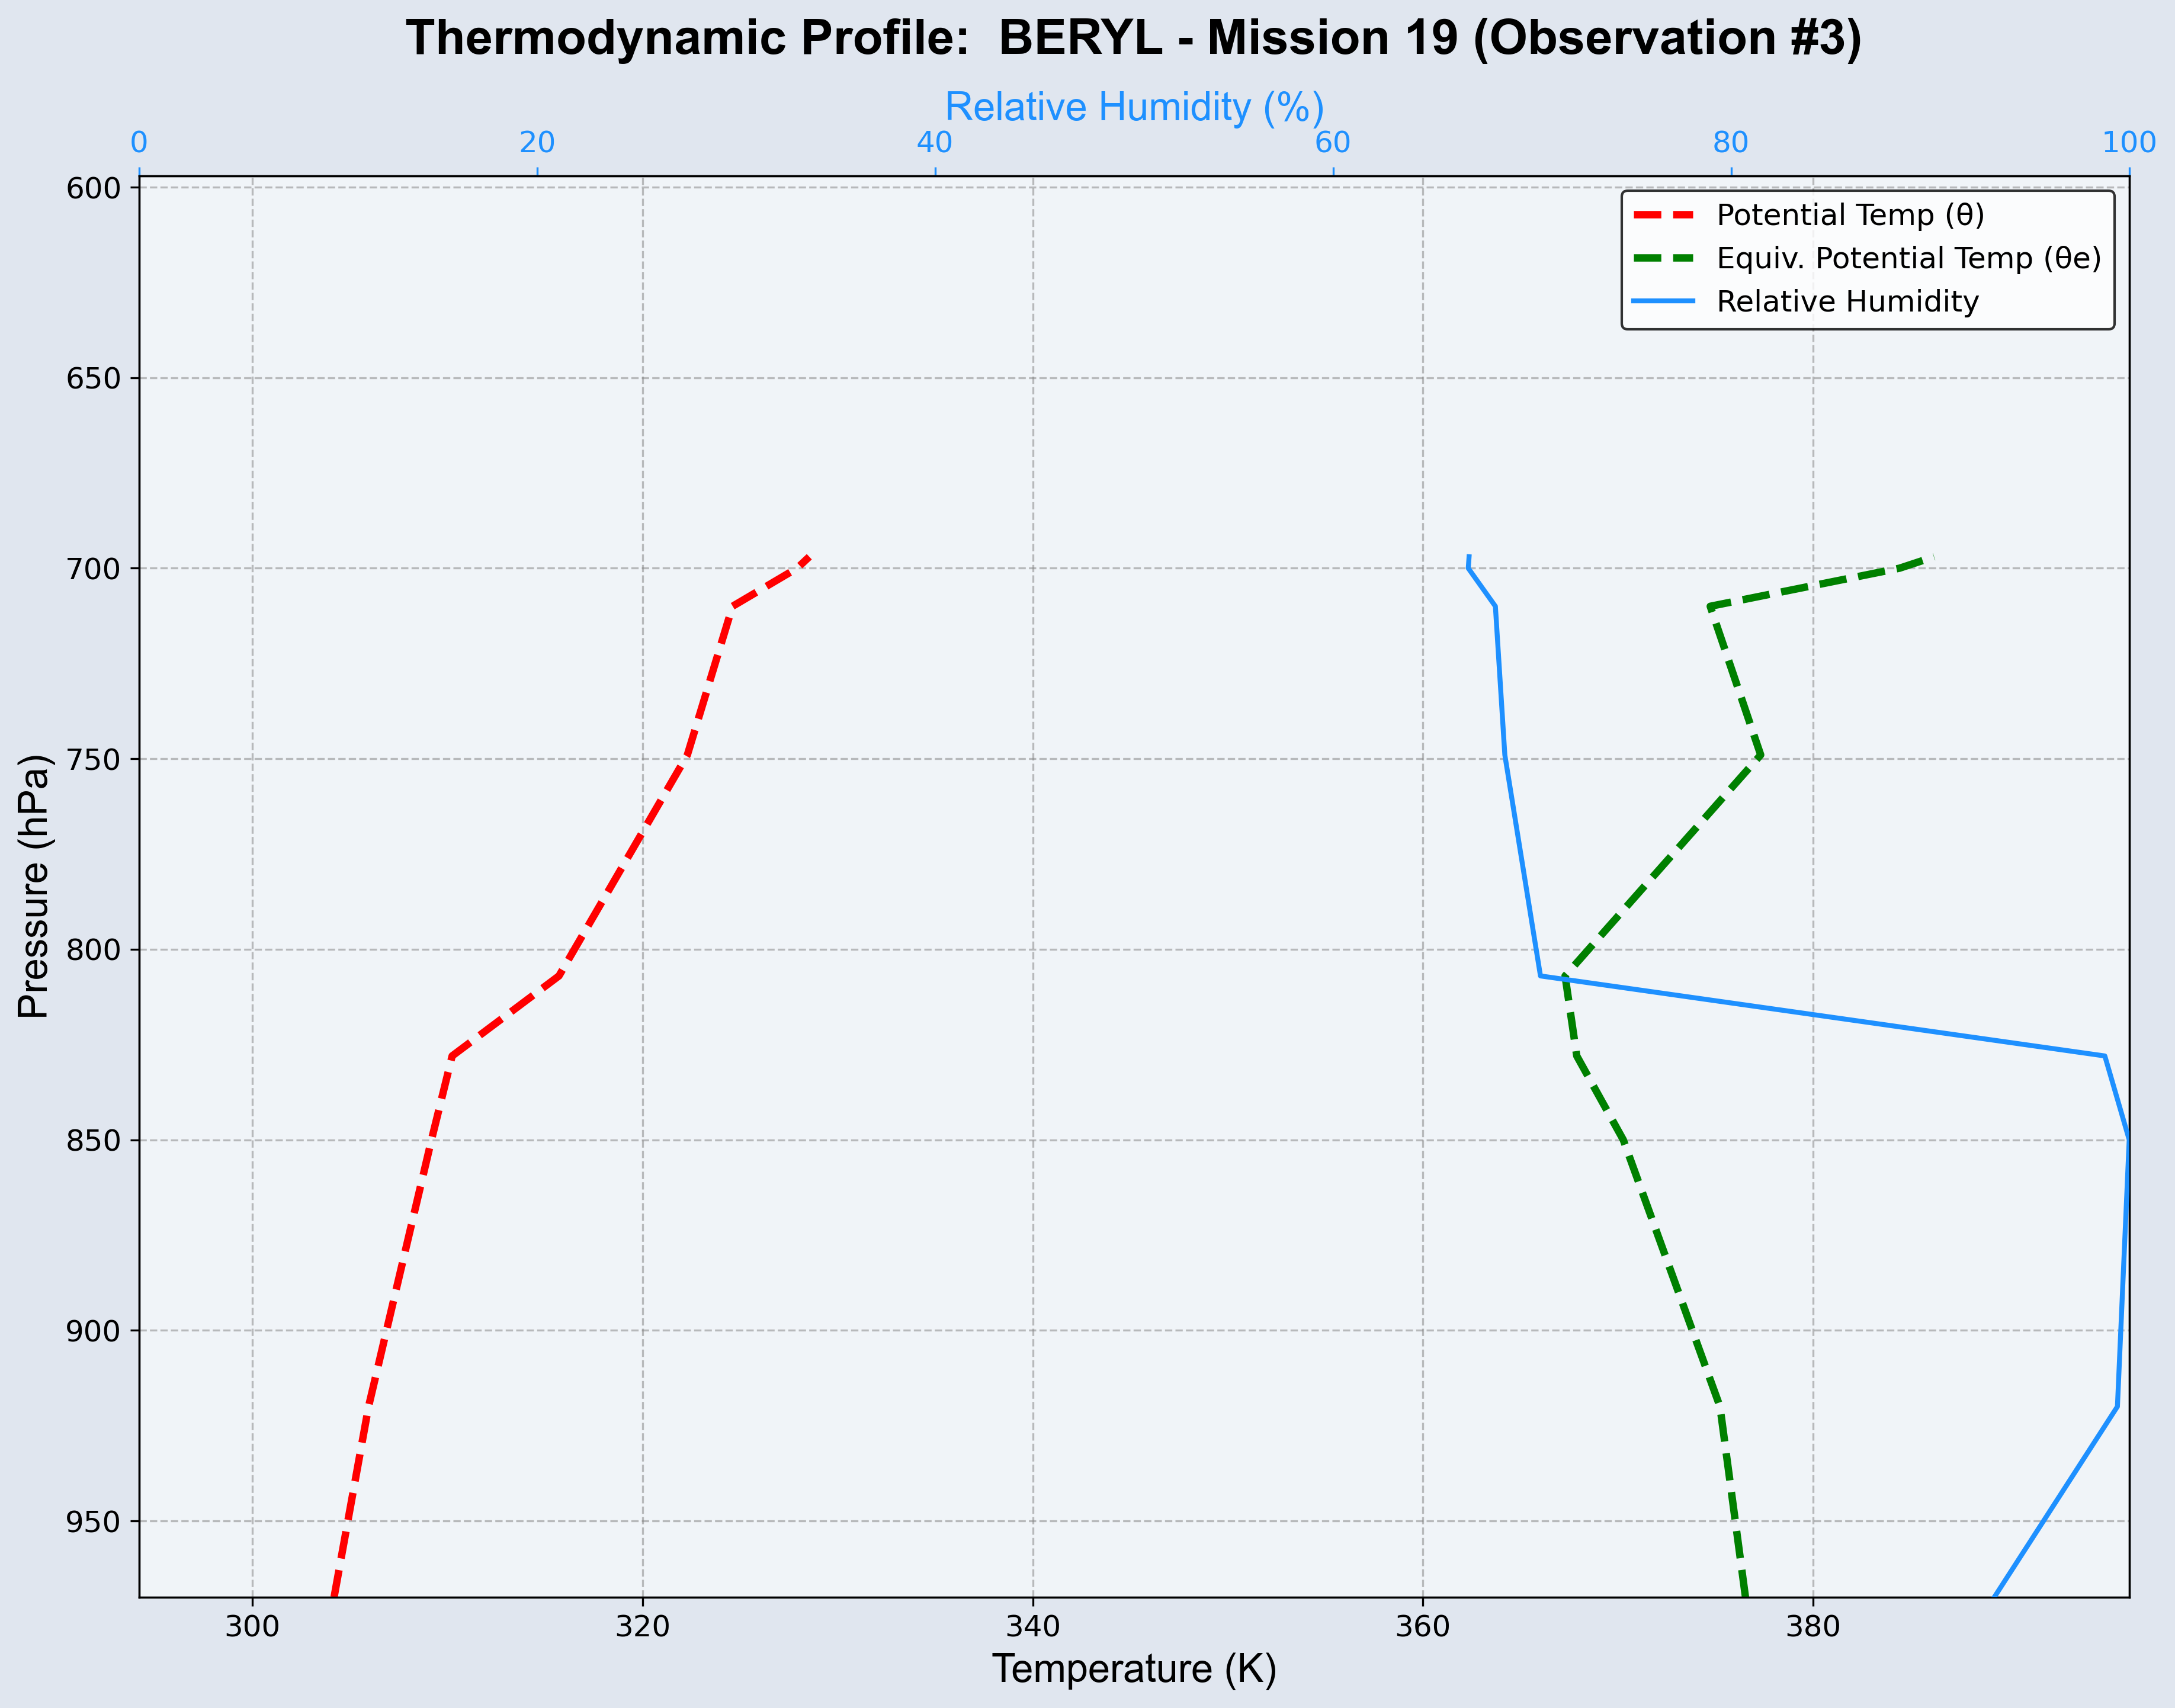 Thermodynamic Profile:  BERYL - Mission 19 (Observation #3)
Relative Humidity (%)
0 20 40 60 80 100
Potential Temp (θ)
Equiv. Potential Temp (θe)
Relative Humidity
Pressure (hPa)
600
650
700
750
800
850
900
950
300 320 340 360 380
Temperature (K)